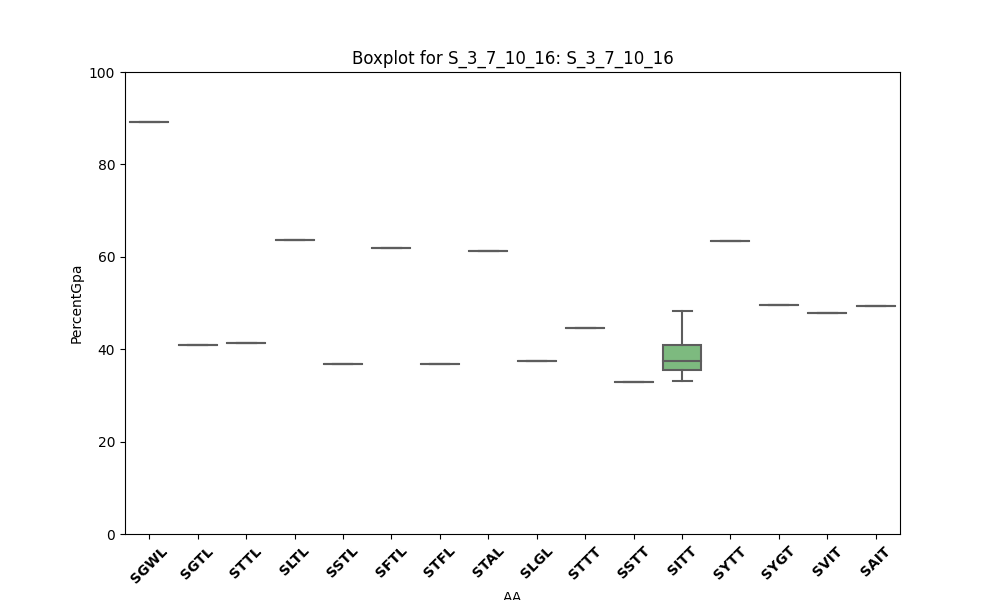 Boxplot for S_3_7_10_16: S_3_7_10_16
PercentGpa
100
80
60
40
20
0
SGWL SGTL STTL SLTL SSTL SFTL STFL STAL SLGL STTT SSTT SITT SYTT SYGT SVIT SAIT
AA